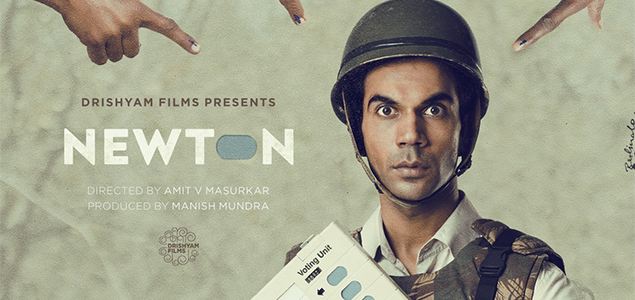 DRISHYAM FILMS PRESENTS
NEWTON
DIRECTED BY AMIT V MASURKAR
PRODUCED BY MANISH MUNDRA
DRISHYAM
FILMS
Voting Unit